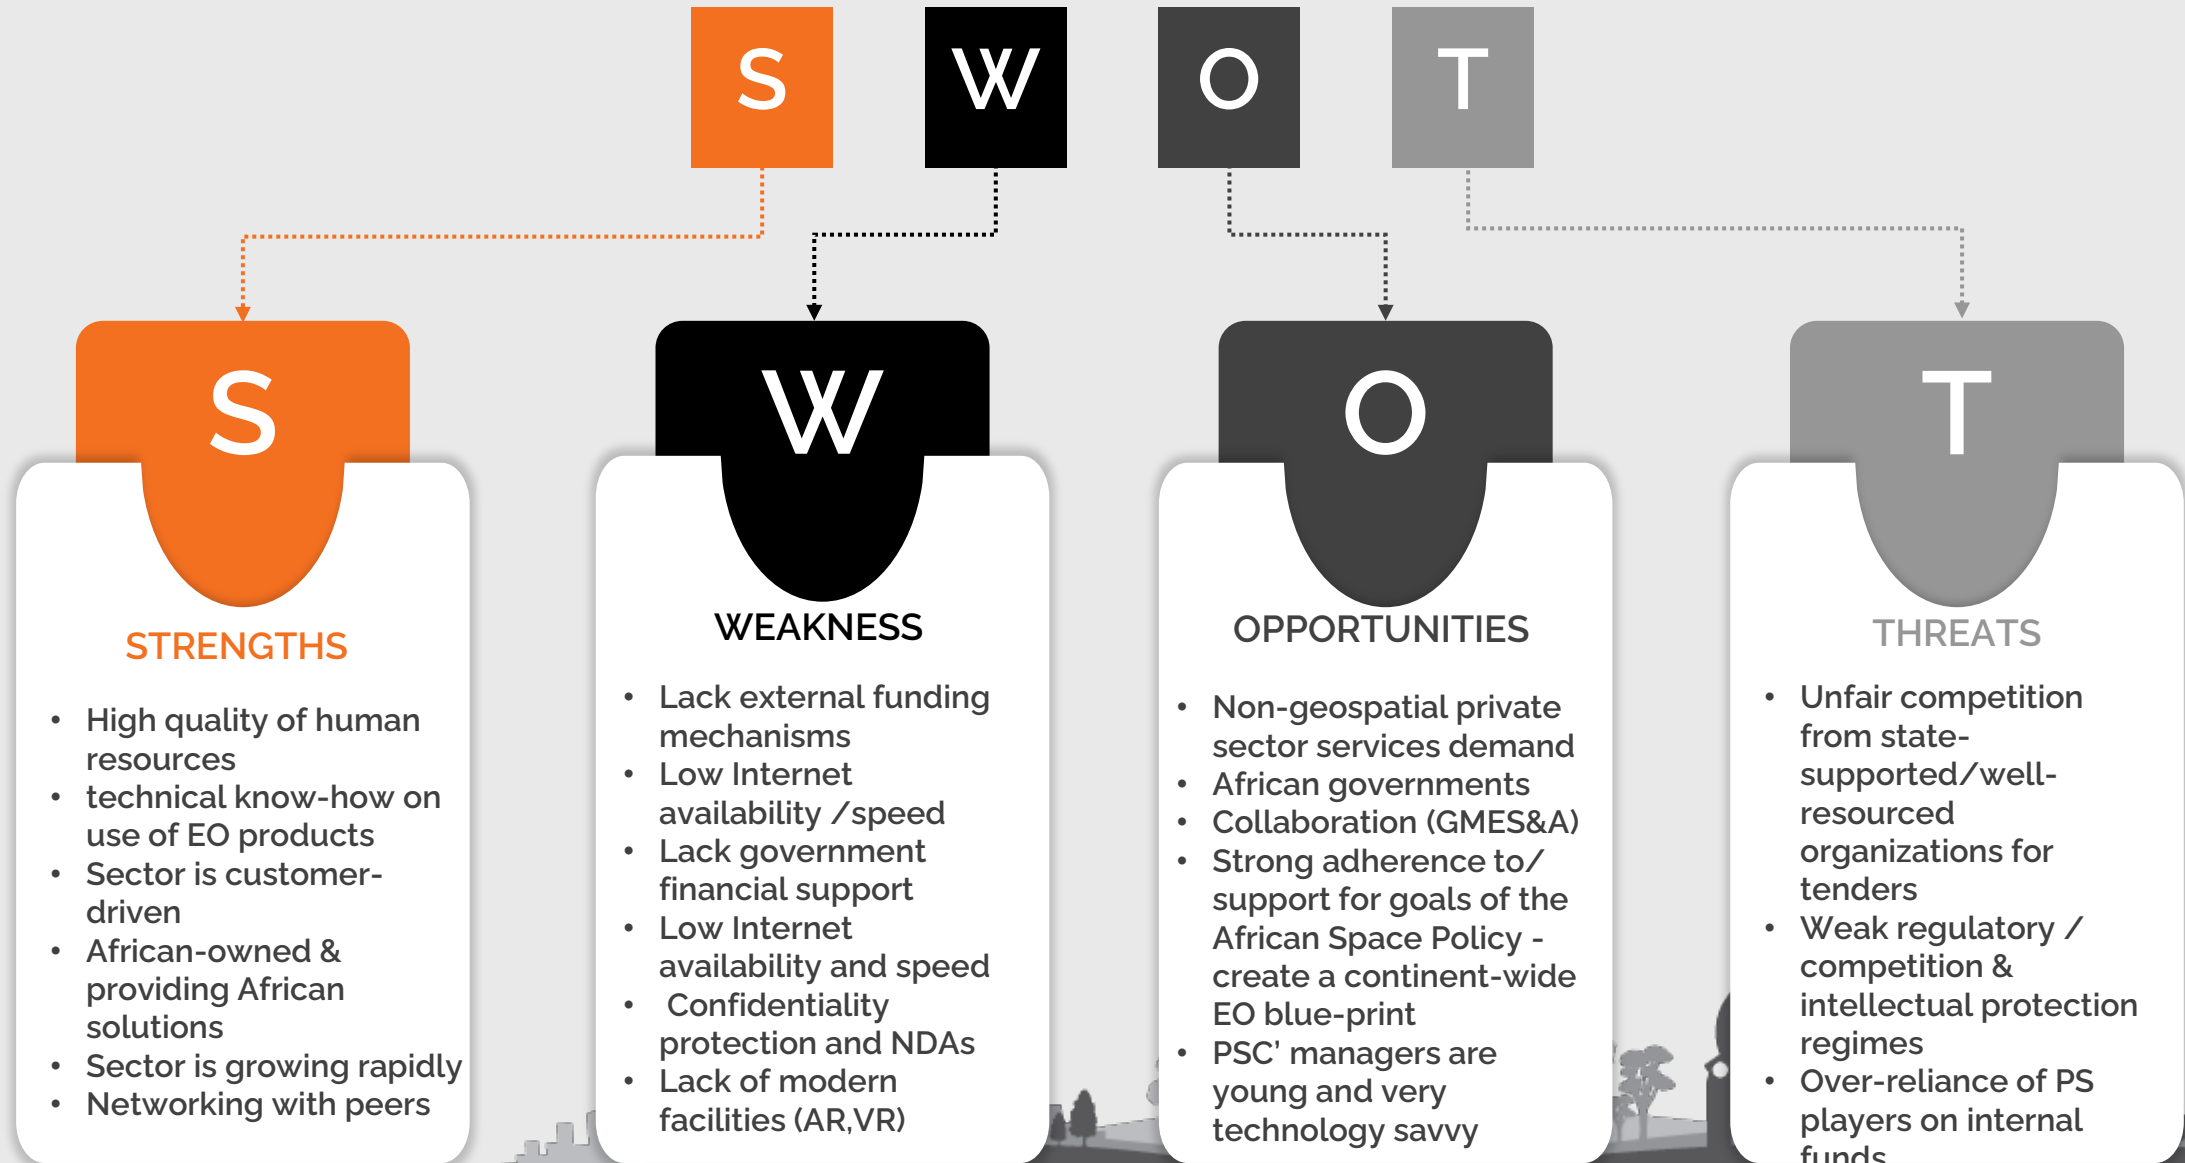 S
W
O
T
S
STRENGTHS
• High quality of human
resources
• technical know-how on
use of EO products
• Sector is customer-
driven
• African-owned &
providing African
solutions
• Sector is growing rapidly
• Networking with peers
W
WEAKNESS
• Lack external funding
mechanisms
• Low Internet
availability /speed
• Lack government
financial support
• Low Internet
availability and speed
• Confidentiality
protection and NDAs
• Lack of modern
facilities (AR,VR)
O
OPPORTUNITIES
• Non-geospatial private
sector services demand
• African governments
• Collaboration (GMES&A)
• Strong adherence to/
support for goals of the
African Space Policy -
create a continent-wide
EO blue-print
• PSC’ managers are
young and very
technology savvy
T
THREATS
• Unfair competition
from state-
supported/well-
resourced
organizations for
tenders
• Weak regulatory /
competition &
intellectual protection
regimes
• Over-reliance of PS
players on internal
funds